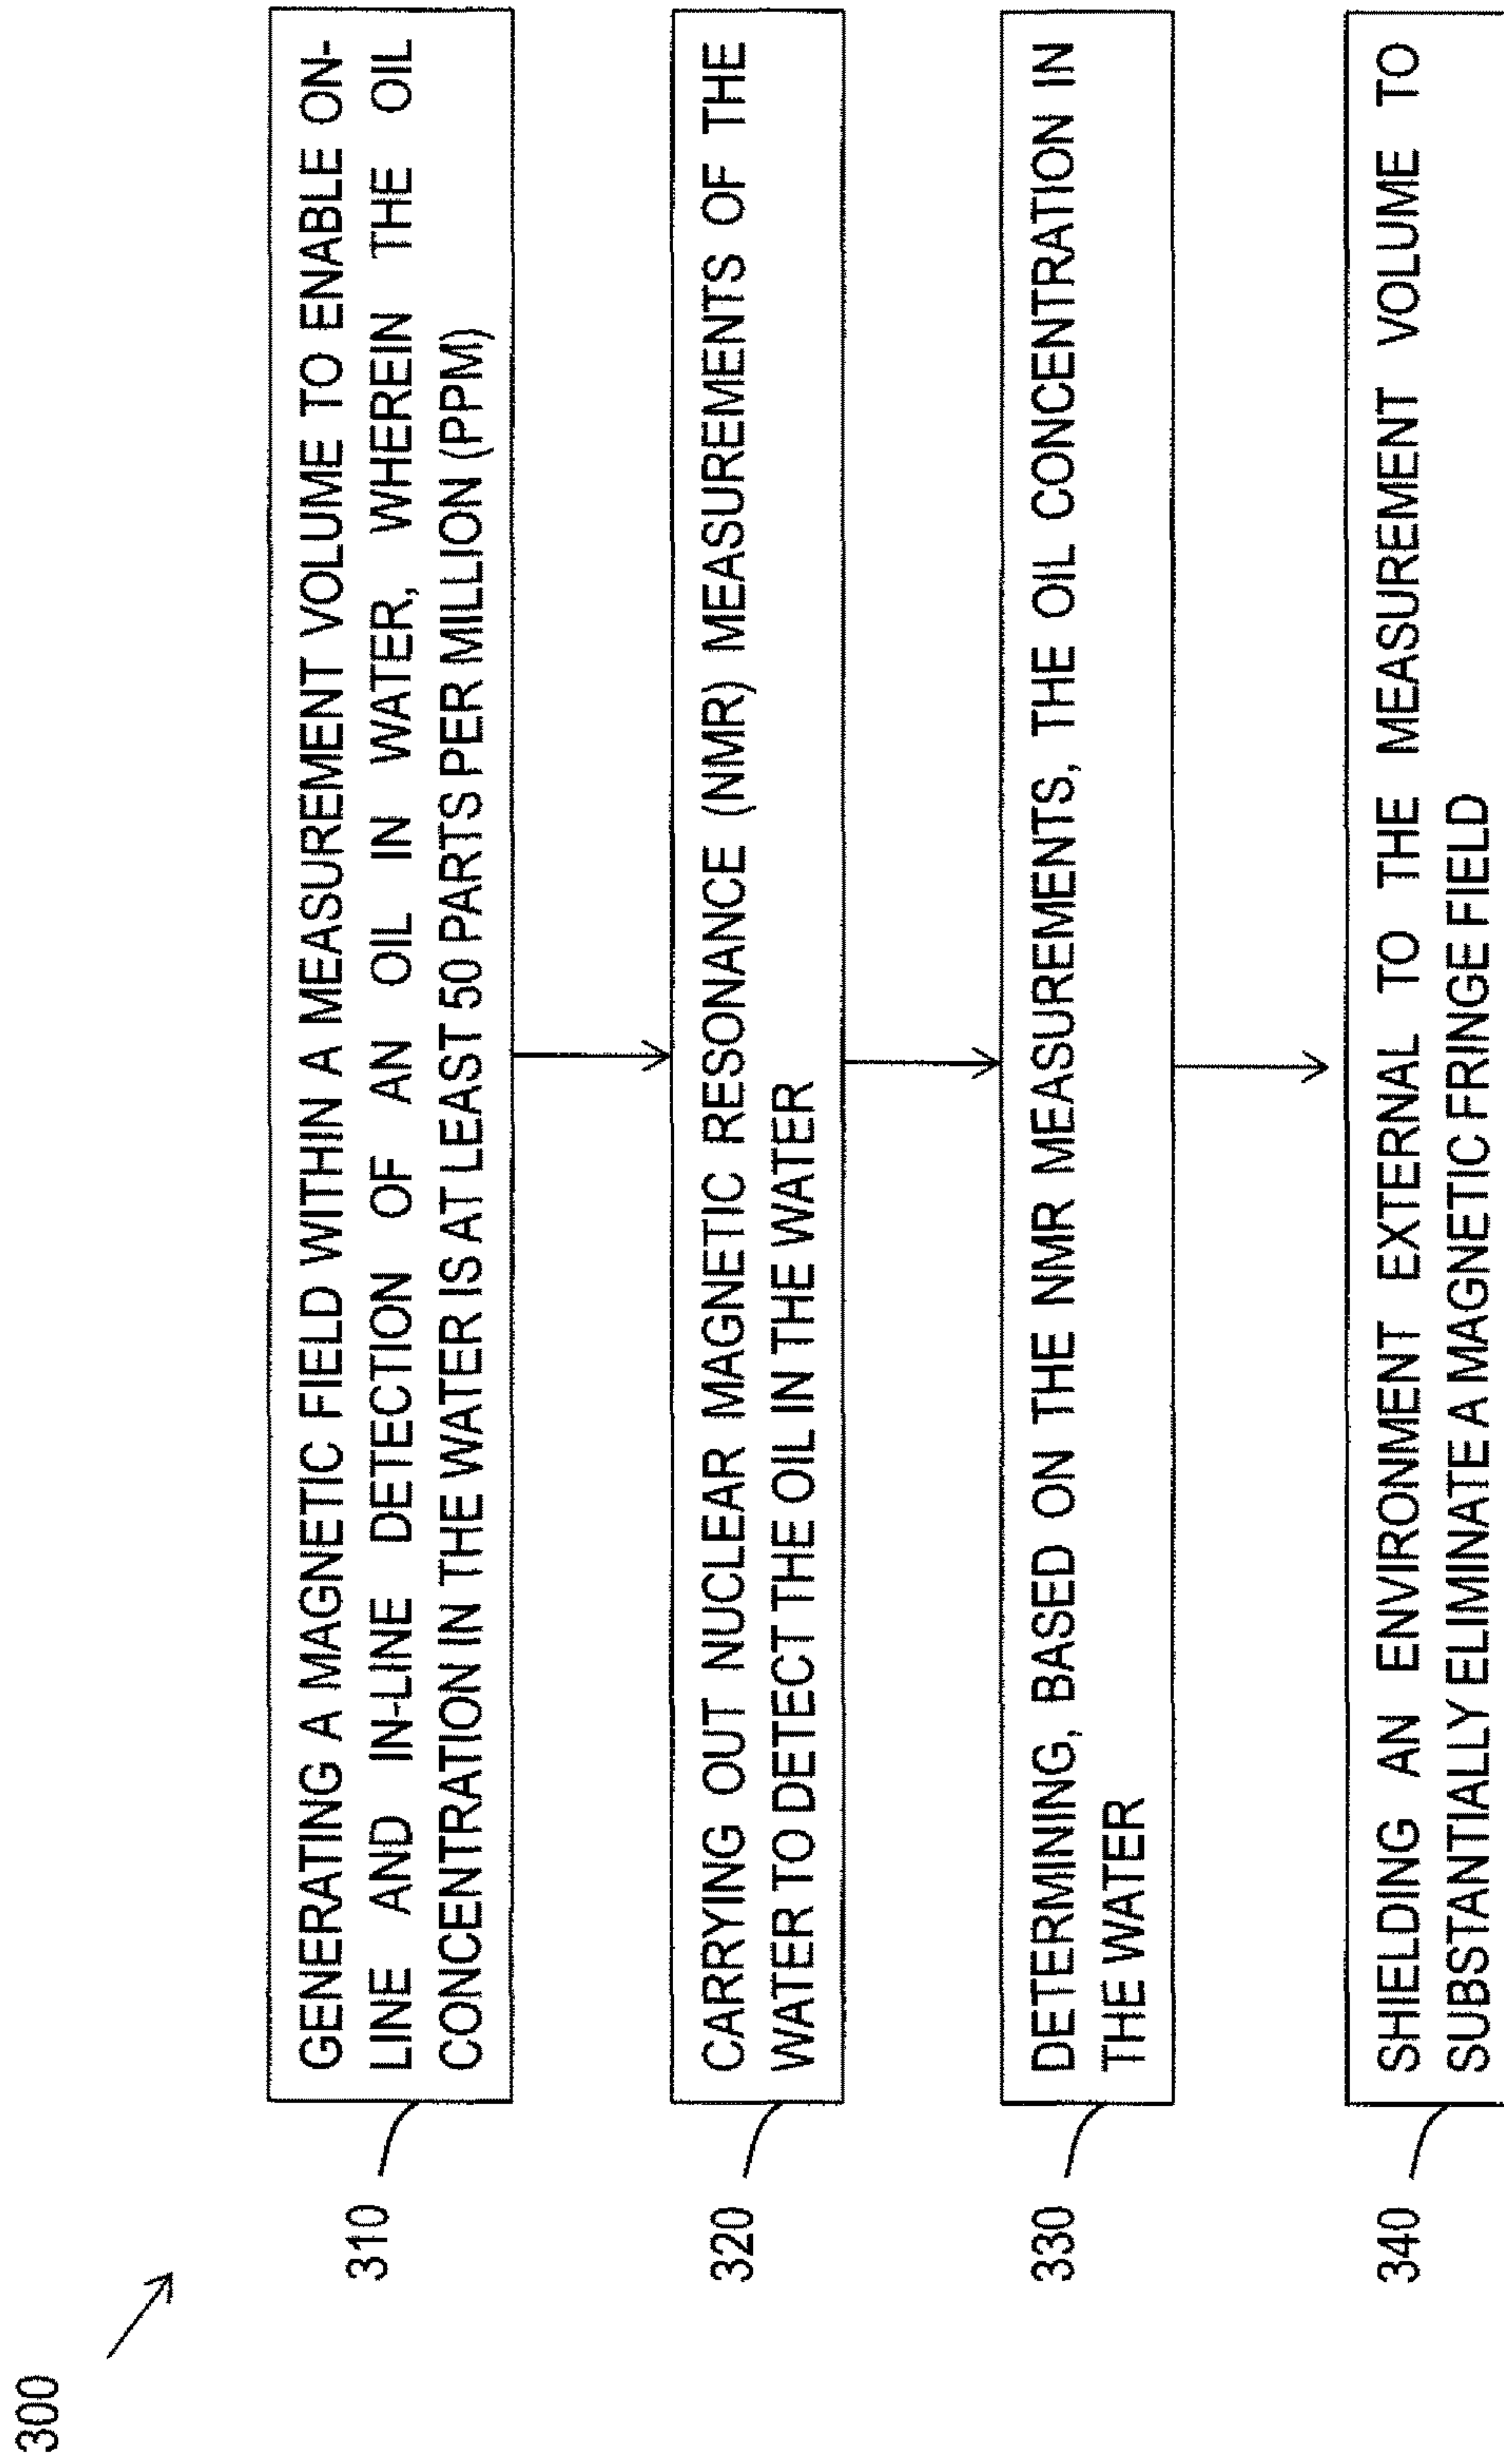 300
310
GENERATING A MAGNETIC FIELD WITHIN A MEASUREMENT VOLUME TO ENABLE ON-
LINE AND IN-LINE DETECTION OF AN OIL IN WATER, WHEREIN THE OIL
CONCENTRATION IN THE WATER IS AT LEAST 50 PARTS PER MILLION (PPM)
320
CARRYING OUT NUCLEAR MAGNETIC RESONANCE (NMR) MEASUREMENTS OF THE
WATER TO DETECT THE OIL IN THE WATER
330
DETERMINING, BASED ON THE NMR MEASUREMENTS, THE OIL CONCENTRATION IN
THE WATER
340
SHIELDING AN ENVIRONMENT EXTERNAL TO THE MEASUREMENT VOLUME TO
SUBSTANTIALLY ELIMINATE A MAGNETIC FRINGE FIELD